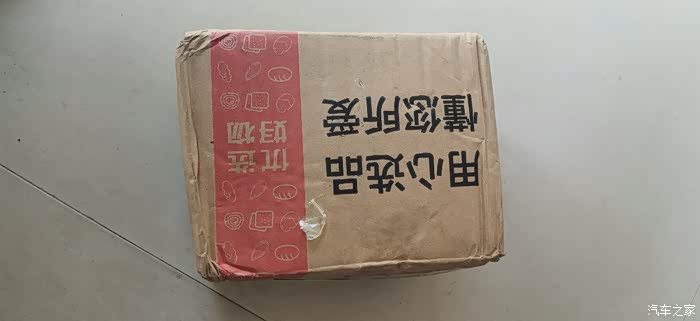 用心选品
懂您所爱
优选
好物
汽车之家